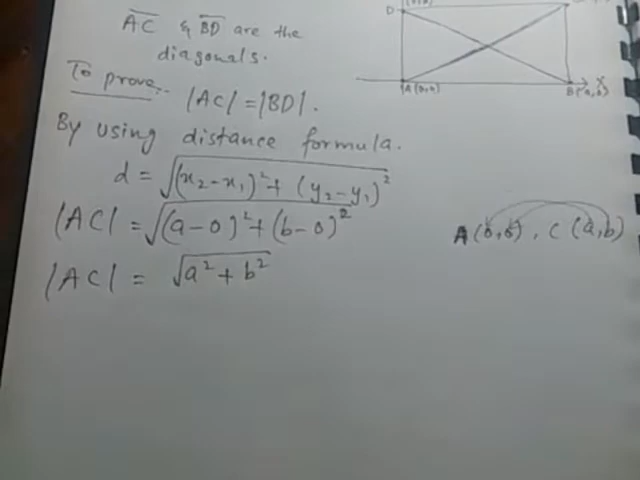 AC & BD are the
diagonals.
To prove:-
|AC| = |BD|.
By using distance formula.
d = √(x₂-x₁)² + (y₂-y₁)²
|AC| = √(a-0)² + (b-0)²
|AC| = √a² + b²
D
A(0,0)
X
A(0,0), C(a,b)